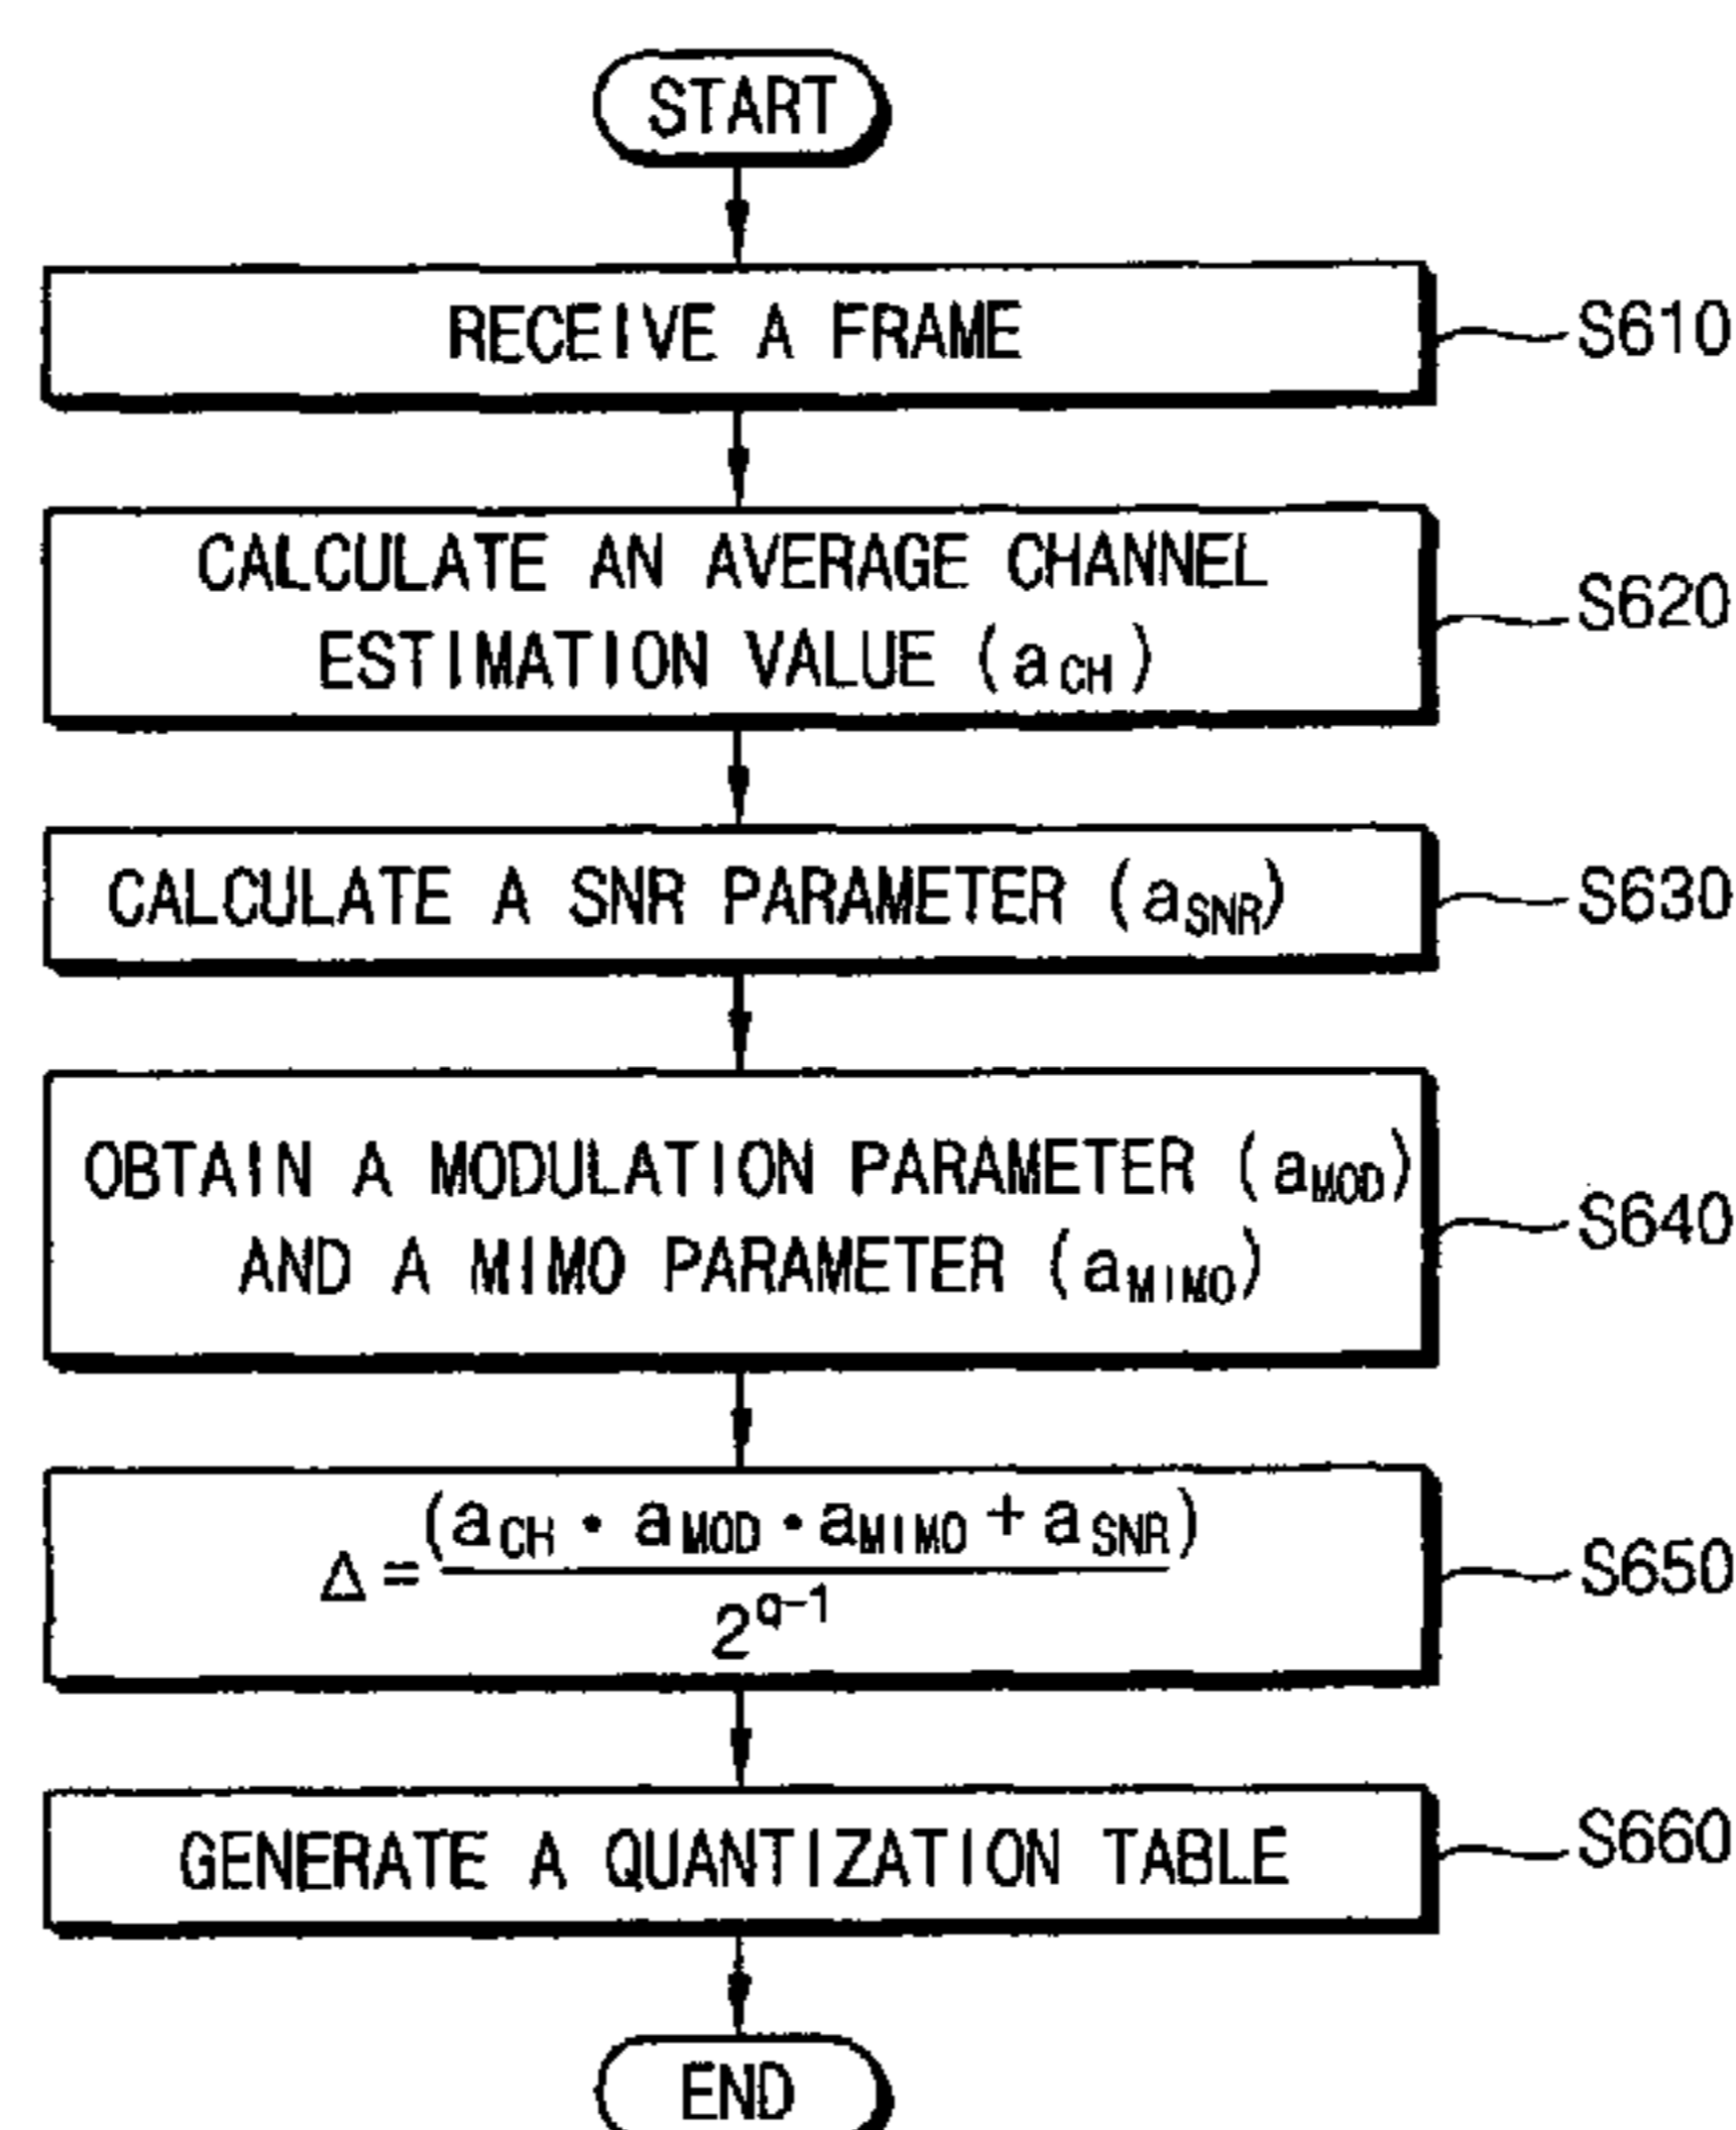 START
RECEIVE A FRAME
S610
CALCULATE AN AVERAGE CHANNEL
ESTIMATION VALUE (aCH)
S620
CALCULATE A SNR PARAMETER (aSNR)
S630
OBTAIN A MODULATION PARAMETER (aMOD)
AND A MIMO PARAMETER (aMIMO)
S640
Δ = (aCH · aMOD · aMIMO + aSNR) / 2^q-1
S650
GENERATE A QUANTIZATION TABLE
S660
END